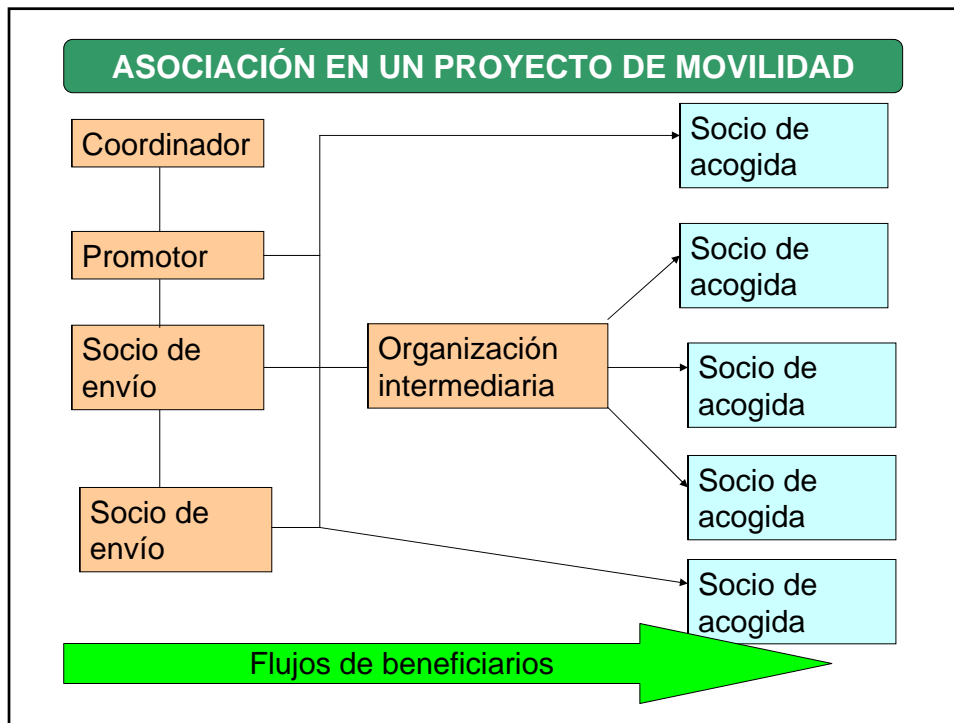 ASOCIACIÓN EN UN PROYECTO DE MOVILIDAD
Coordinador
Promotor
Socio de
envío
Socio de
envío
Organización
intermediaria
Socio de
acogida
Socio de
acogida
Socio de
acogida
Socio de
acogida
Socio de
acogida
Flujos de beneficiarios